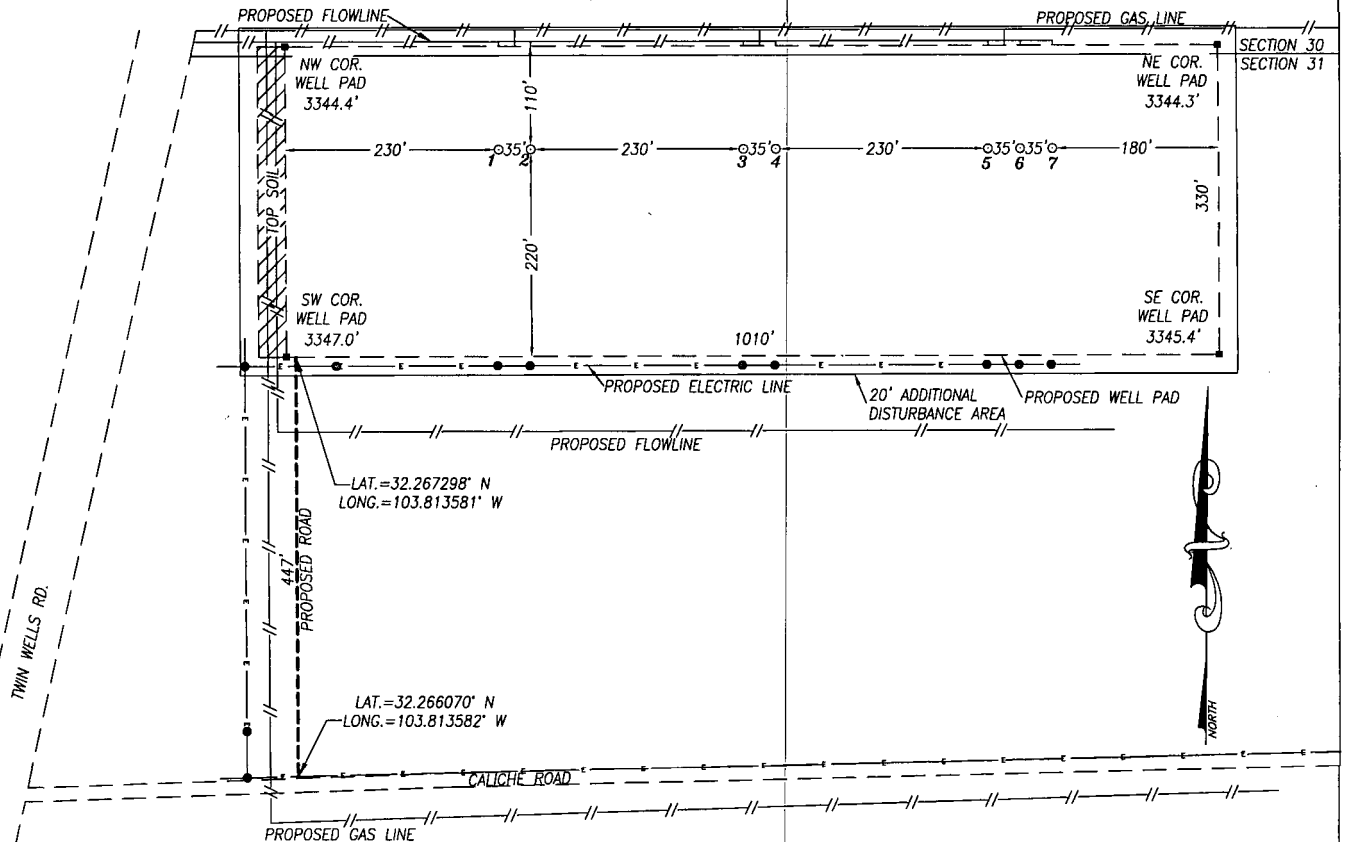 PROPOSED FLOWLINE
PROPOSED GAS LINE
SECTION 30
SECTION 31
NW COR.
WELL PAD
3344.4'
NE COR.
WELL PAD
3344.3'
110'
230'
1
35'
2
230'
3
35'
4
230'
5
35'
6
35'
7
180'
TOP SOIL
330'
220'
SW COR.
WELL PAD
3347.0'
SE COR.
WELL PAD
3345.4'
1010'
E E E E E E E
PROPOSED ELECTRIC LINE
20' ADDITIONAL
DISTURBANCE AREA
PROPOSED WELL PAD
PROPOSED FLOWLINE
LAT.=32.267298° N
LONG.=103.813581° W
447'
PROPOSED ROAD
TWIN WELLS RD.
LAT.=32.266070° N
LONG.=103.813582° W
NORTH
CALICHE ROAD
PROPOSED GAS LINE